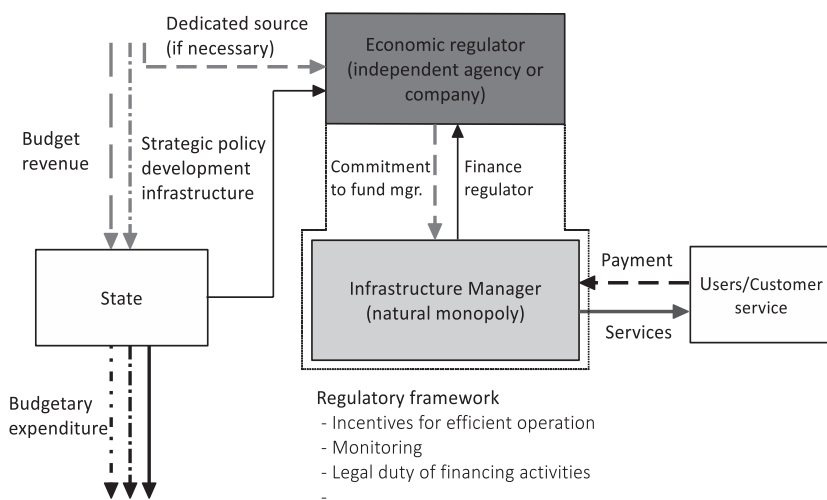 Dedicated source
(if necessary)
Economic regulator
(independent agency or
company)
Budget
revenue
Strategic policy
development
infrastructure
Commitment
to fund mgr.
Finance
regulator
State
Infrastructure Manager
(natural monopoly)
Payment
Services
Users/Customer
service
Budgetary
expenditure
Regulatory framework
- Incentives for efficient operation
- Monitoring
- Legal duty of financing activities
-